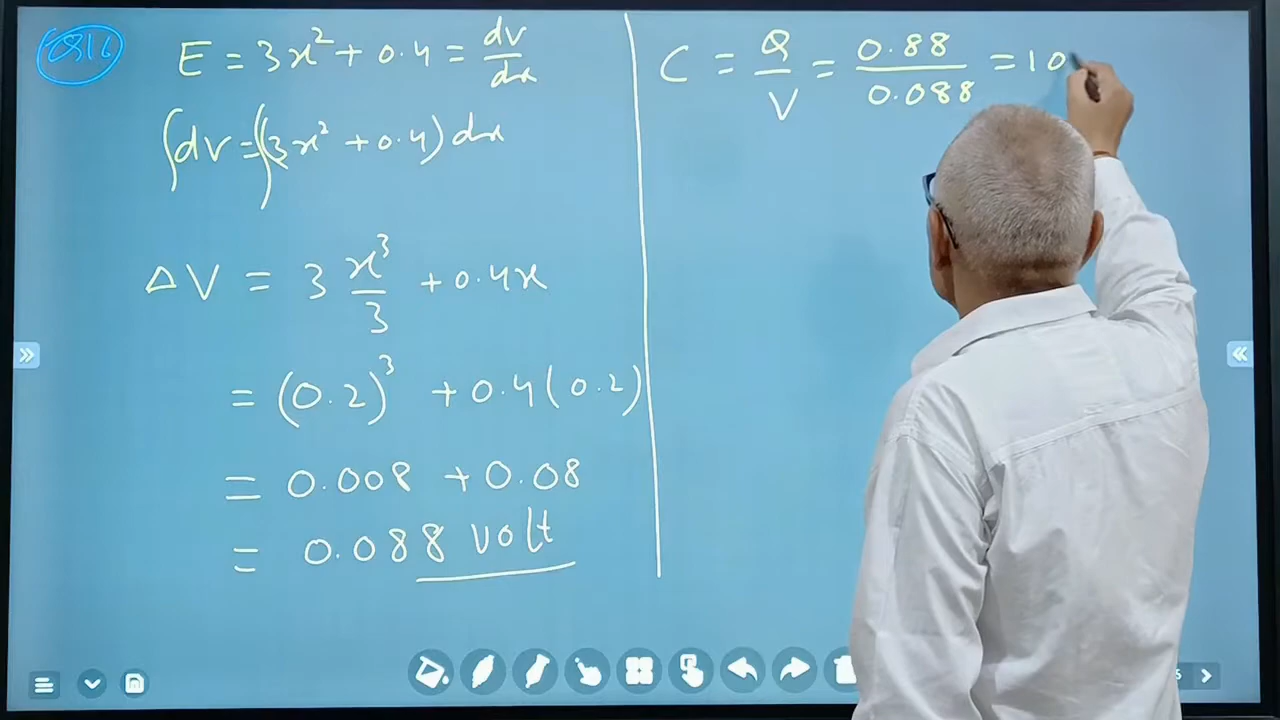 Q16
E = 3x² + 0.4 = dv/dx
∫dv = ∫(3x² + 0.4) dx
ΔV = 3 x³/3 + 0.4x
= (0.2)³ + 0.4(0.2)
= 0.008 + 0.08
= 0.088 volt
C = Q/V = 0.88/0.088 = 10